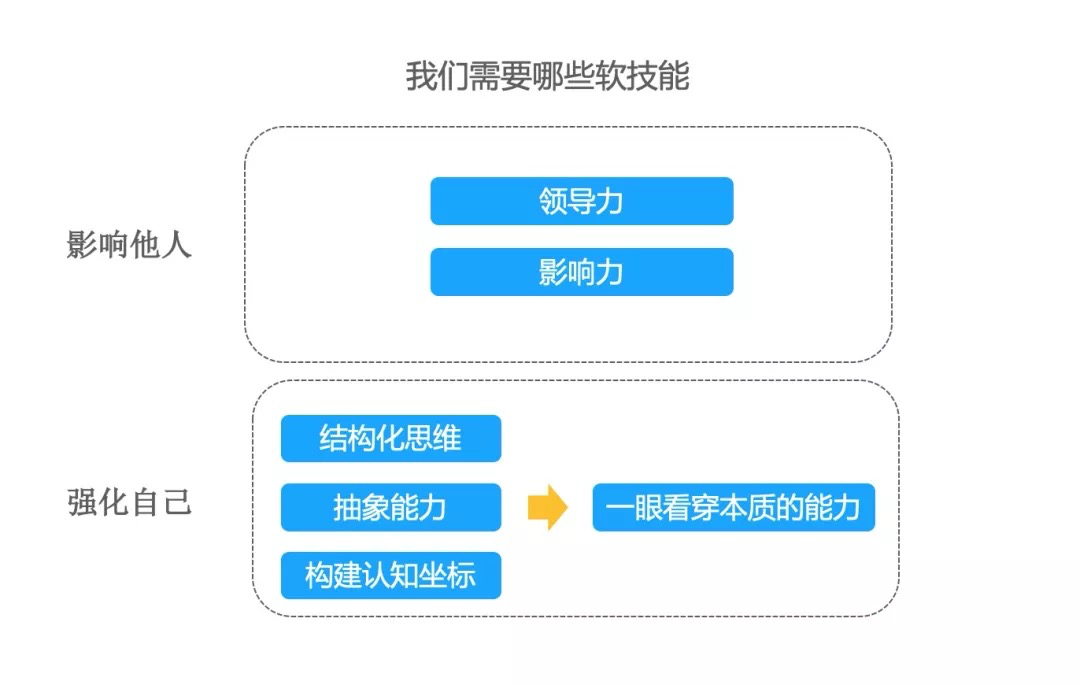 我们需要哪些软技能
影响他人
领导力
影响力
强化自己
结构化思维
抽象能力
一眼看穿本质的能力
构建认知坐标